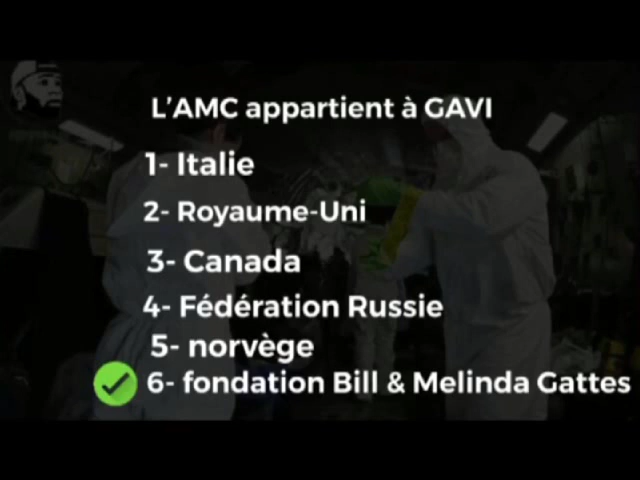 L'AMC appartient à GAVI
1- Italie
2- Royaume-Uni
3- Canada
4- Fédération Russie
5- norvège
6- fondation Bill & Melinda Gattes